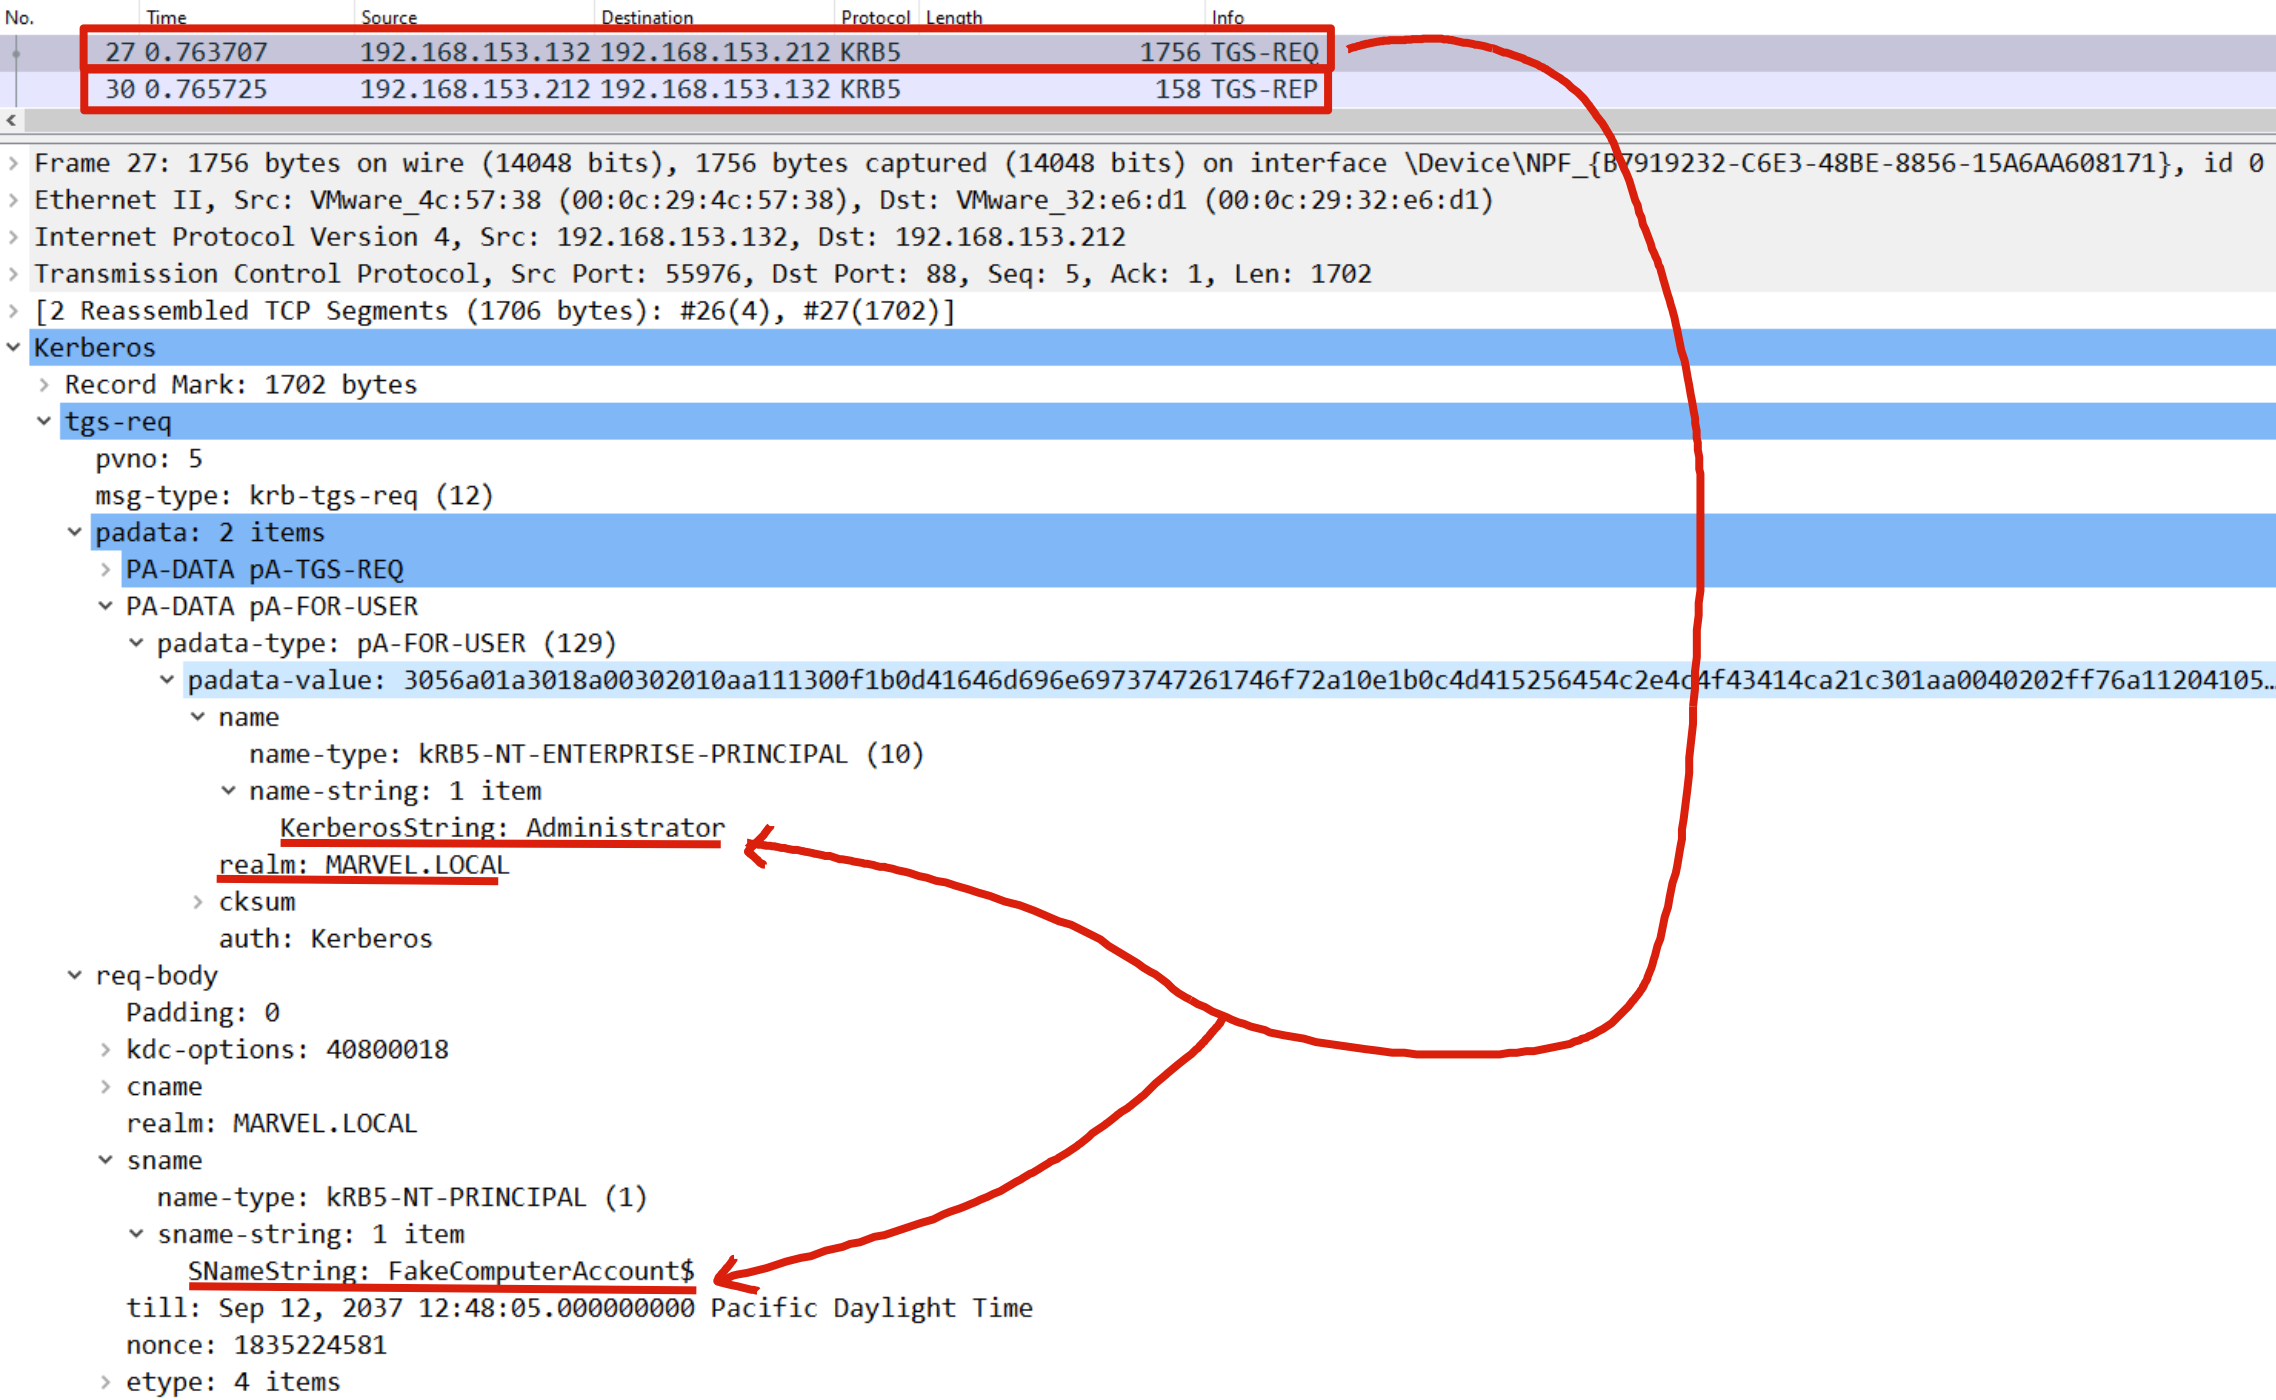 No. Time Source Destination Protocol Length Info
27 0.763707 192.168.153.132 192.168.153.212 KRB5 1756 TGS-REQ
30 0.765725 192.168.153.212 192.168.153.132 KRB5 158 TGS-REP
Frame 27: 1756 bytes on wire (14048 bits), 1756 bytes captured (14048 bits) on interface \Device\NPF_{B7919232-C6E3-48BE-8856-15A6AA608171}, id 0
Ethernet II, Src: VMware_4c:57:38 (00:0c:29:4c:57:38), Dst: VMware_32:e6:d1 (00:0c:29:32:e6:d1)
Internet Protocol Version 4, Src: 192.168.153.132, Dst: 192.168.153.212
Transmission Control Protocol, Src Port: 55976, Dst Port: 88, Seq: 5, Ack: 1, Len: 1702
[2 Reassembled TCP Segments (1706 bytes): #26(4), #27(1702)]
Kerberos
Record Mark: 1702 bytes
tgs-req
pvno: 5
msg-type: krb-tgs-req (12)
padata: 2 items
PA-DATA pA-TGS-REQ
PA-DATA pA-FOR-USER
padata-type: pA-FOR-USER (129)
padata-value: 3056a01a3018a00302010aa111300f1b0d41646d696e6973747261746f72a10e1b0c4d415256454c2e4c4f43414ca21c301aa0040202ff76a11204105…
name
name-type: kRB5-NT-ENTERPRISE-PRINCIPAL (10)
name-string: 1 item
KerberosString: Administrator
realm: MARVEL.LOCAL
cksum
auth: Kerberos
req-body
Padding: 0
kdc-options: 40800018
cname
realm: MARVEL.LOCAL
sname
name-type: kRB5-NT-PRINCIPAL (1)
sname-string: 1 item
SNameString: FakeComputerAccount$
till: Sep 12, 2037 12:48:05.000000000 Pacific Daylight Time
nonce: 1835224581
etype: 4 items